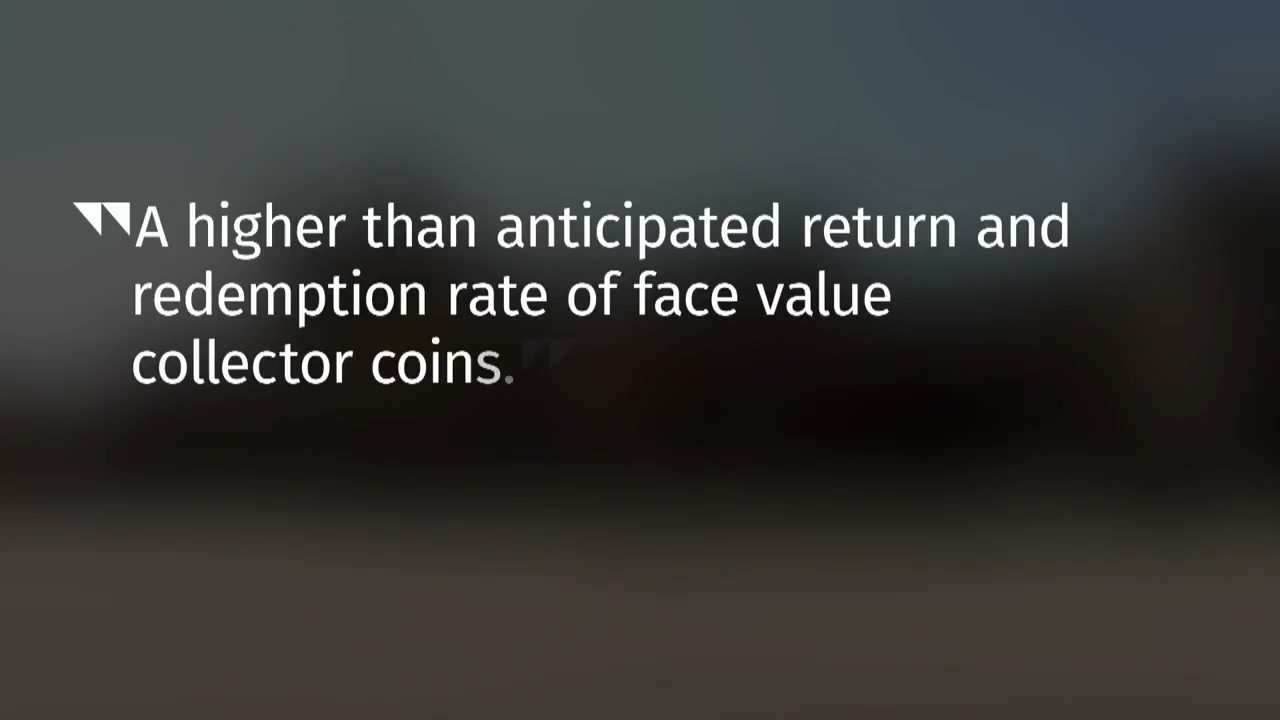 "A higher than anticipated return and
redemption rate of face value
collector coins."